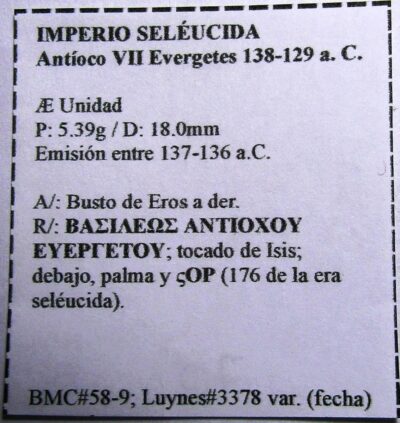 IMPERIO SELÉUCIDA
Antíoco VII Evergetes 138-129 a. C.
Æ Unidad
P: 5.39g / D: 18.0mm
Emisión entre 137-136 a.C.
A/: Busto de Eros a der.
R/: ΒΑΣΙΛΕΩΣ ΑΝΤΙΟΧΟΥ
ΕΥΕΡΓΕΤΟΥ; tocado de Isis;
debajo, palma y ςΟΡ (176 de la era
seléucida).
BMC#58-9; Luynes#3378 var. (fecha)